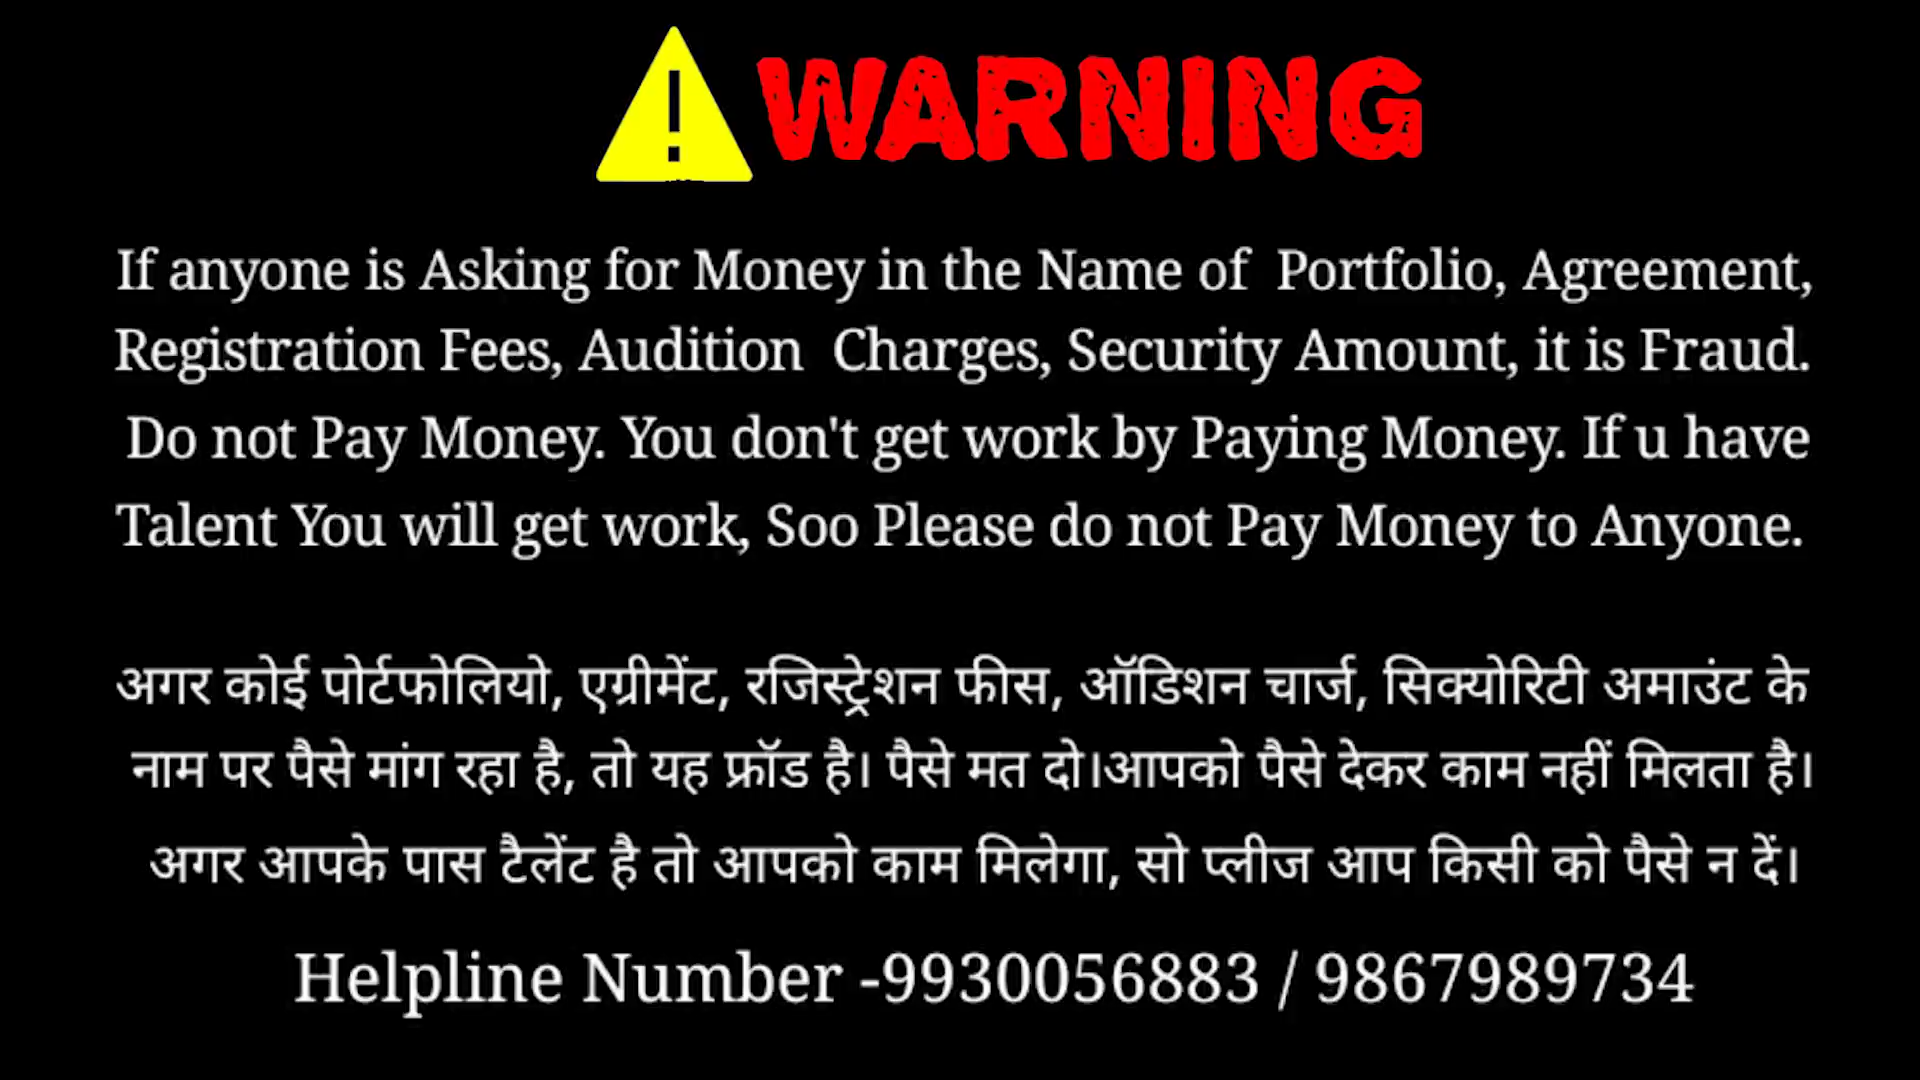 WARNING
If anyone is Asking for Money in the Name of Portfolio, Agreement,
Registration Fees, Audition Charges, Security Amount, it is Fraud.
Do not Pay Money. You don't get work by Paying Money. If u have
Talent You will get work, Soo Please do not Pay Money to Anyone.
अगर कोई पोर्टफोलियो, एग्रीमेंट, रजिस्ट्रेशन फीस, ऑडिशन चार्ज, सिक्योरिटी अमाउंट के
नाम पर पैसे मांग रहा है, तो यह फ्रॉड है। पैसे मत दो।आपको पैसे देकर काम नहीं मिलता है।
अगर आपके पास टैलेंट है तो आपको काम मिलेगा, सो प्लीज आप किसी को पैसे न दें।
Helpline Number -9930056883 / 9867989734